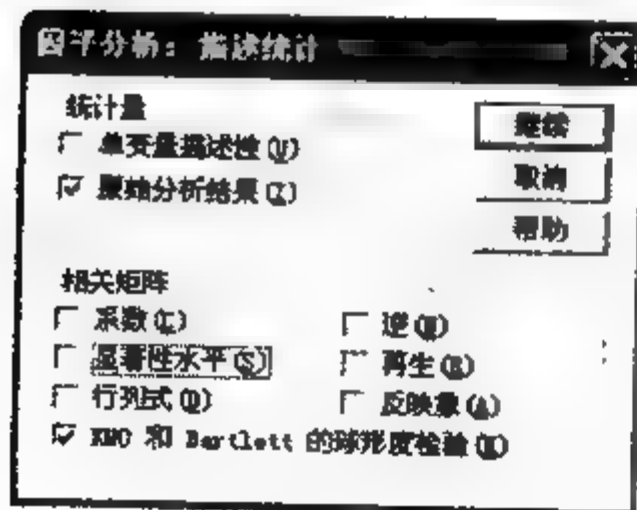 因子分析：描述统计
统计量
单变量描述性(V)
原始分析结果(I)
继续
取消
帮助
相关矩阵
系数(C)
逆(N)
显著性水平(S)
再生(R)
行列式(D)
反映象(A)
KMO 和 Bartlett 的球形度检验(K)